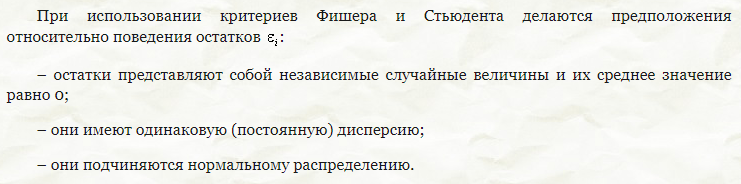 При использовании критериев Фишера и Стьюдента делаются предположения
относительно поведения остатков εᵢ:
– остатки представляют собой независимые случайные величины и их среднее значение
равно 0;
– они имеют одинаковую (постоянную) дисперсию;
– они подчиняются нормальному распределению.